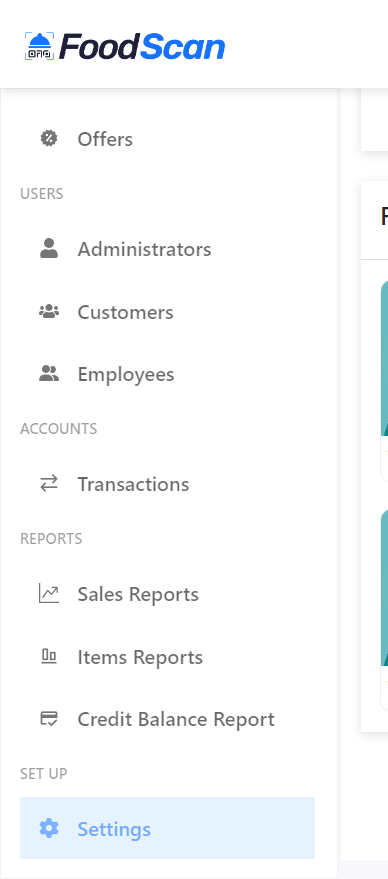 FoodScan
Offers
USERS
Administrators
Customers
Employees
ACCOUNTS
Transactions
REPORTS
Sales Reports
Items Reports
Credit Balance Report
SET UP
Settings